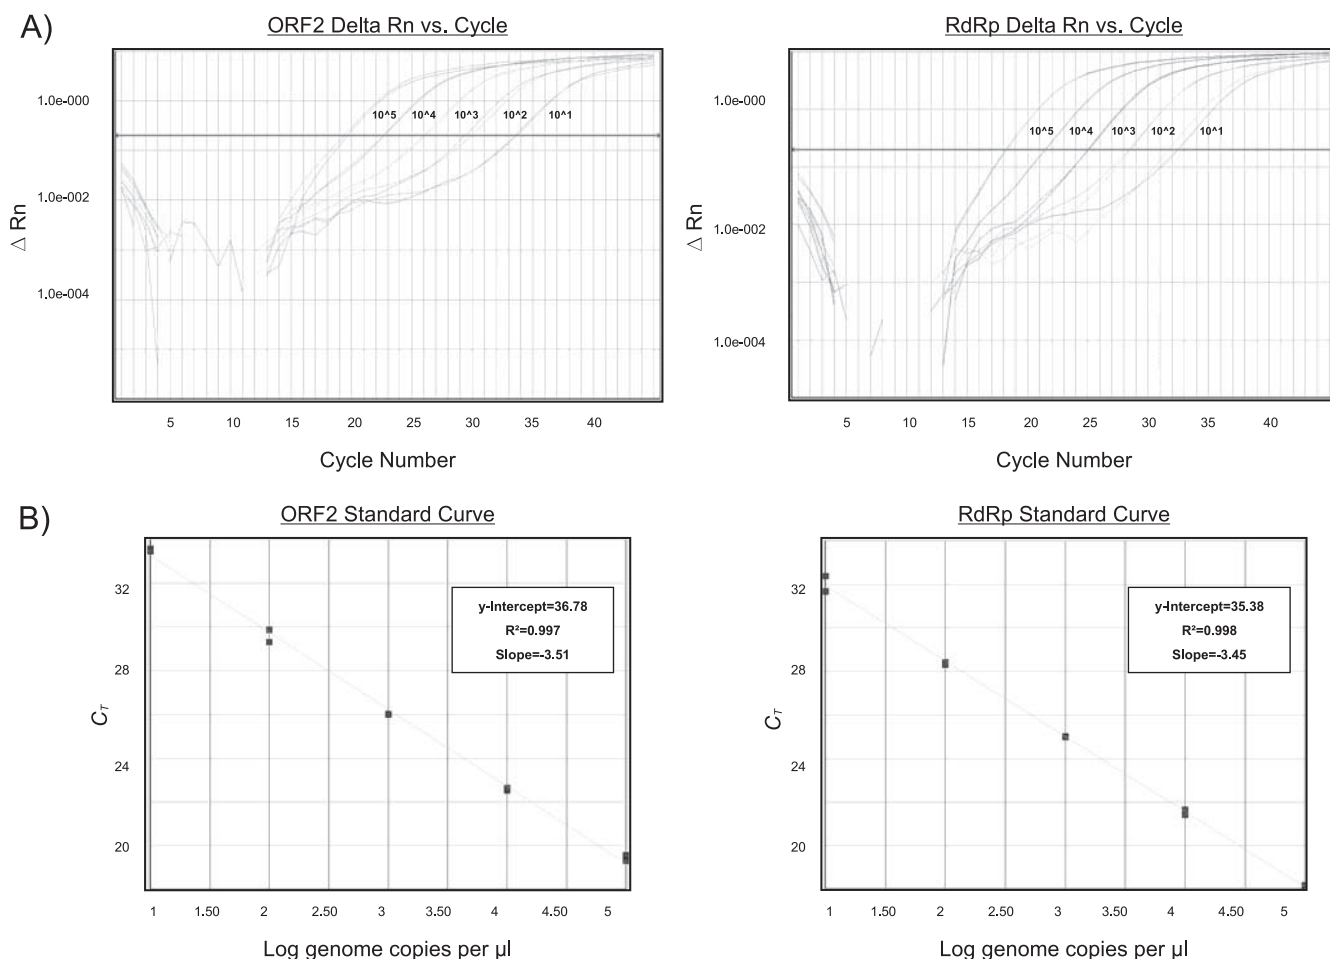 A)
ORF2 Delta Rn vs. Cycle
1.0e-000
1.0e-002
1.0e-004
△ Rn
10^5 10^4 10^3 10^2 10^1
5 10 15 20 25 30 35 40
Cycle Number
RdRp Delta Rn vs. Cycle
1.0e-000
1.0e-002
1.0e-004
△ Rn
10^5 10^4 10^3 10^2 10^1
5 10 15 20 25 30 35 40
Cycle Number
B)
ORF2 Standard Curve
32
28
24
20
CT
y-Intercept=36.78
R²=0.997
Slope=-3.51
1 1.50 2 2.50 3 3.50 4 4.50 5
Log genome copies per µl
RdRp Standard Curve
32
28
24
20
CT
y-Intercept=35.38
R²=0.998
Slope=-3.45
1 1.50 2 2.50 3 3.50 4 4.50 5
Log genome copies per µl